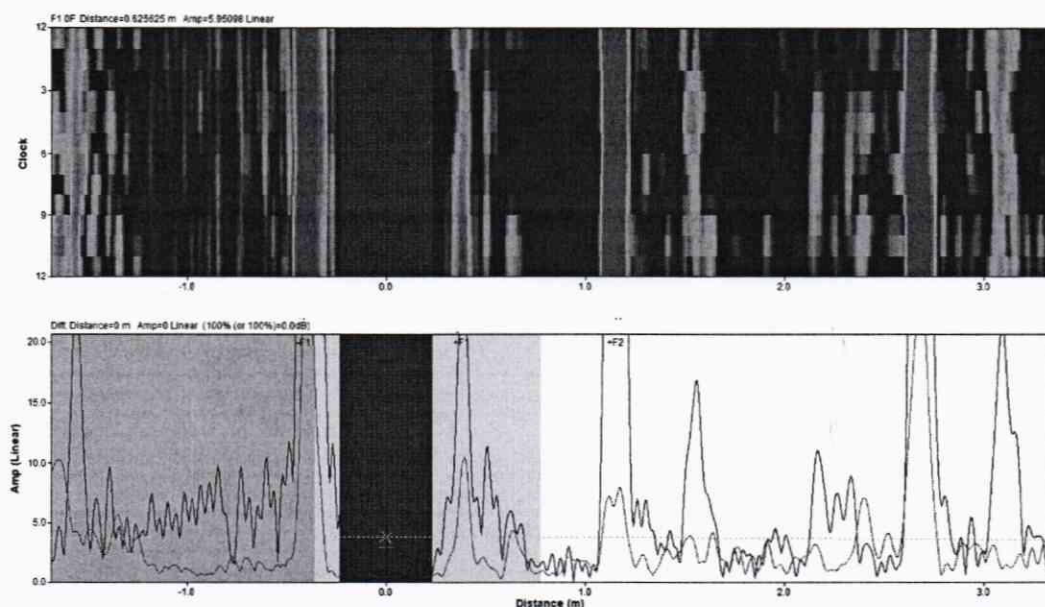 F1 0F Distance=0.625625 m Amp=5.95098 Linear
12
3
6
9
12
Clock
-1.0
0.0
1.0
2.0
3.0
Diff. Distance=0 m Amp=0 Linear (100% (or 100%)=0.0dB)
-F1
+F1
+F2
20.0
15.0
10.0
5.0
0.0
Amp (Linear)
-1.0
0.0
1.0
2.0
3.0
Distance (m)